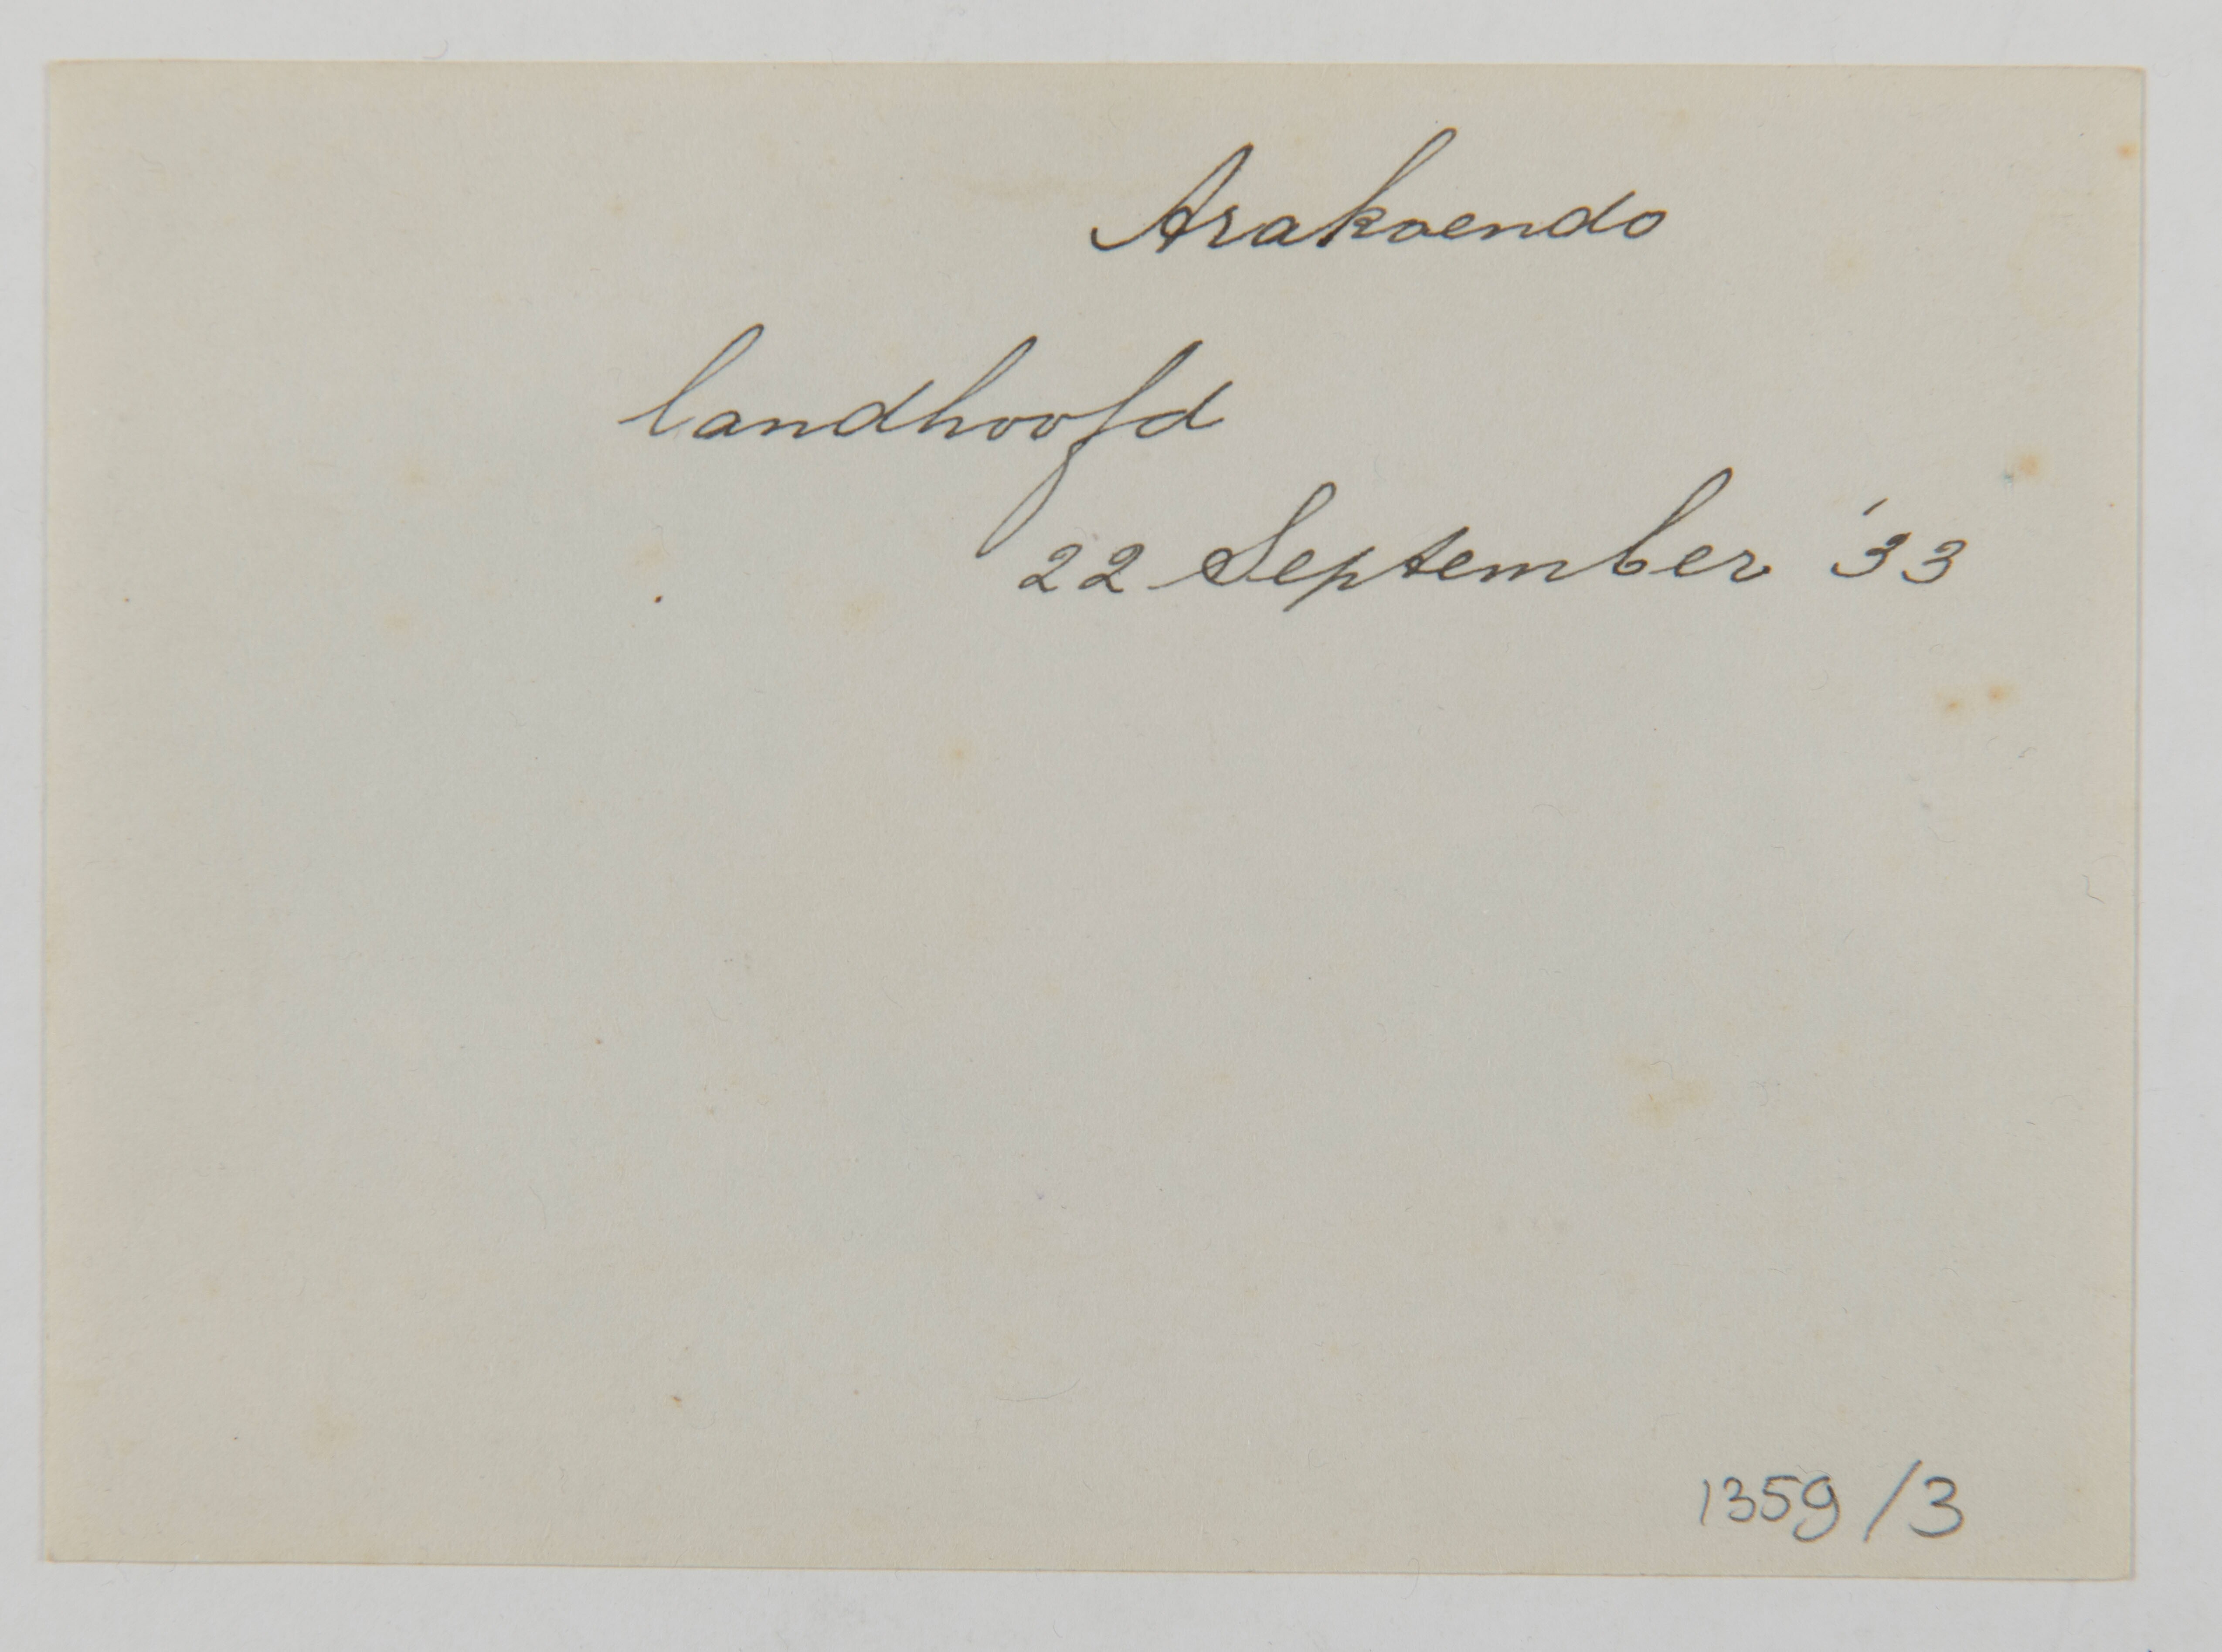 Arakoendo
landhoofd
22 September '33
1359/3